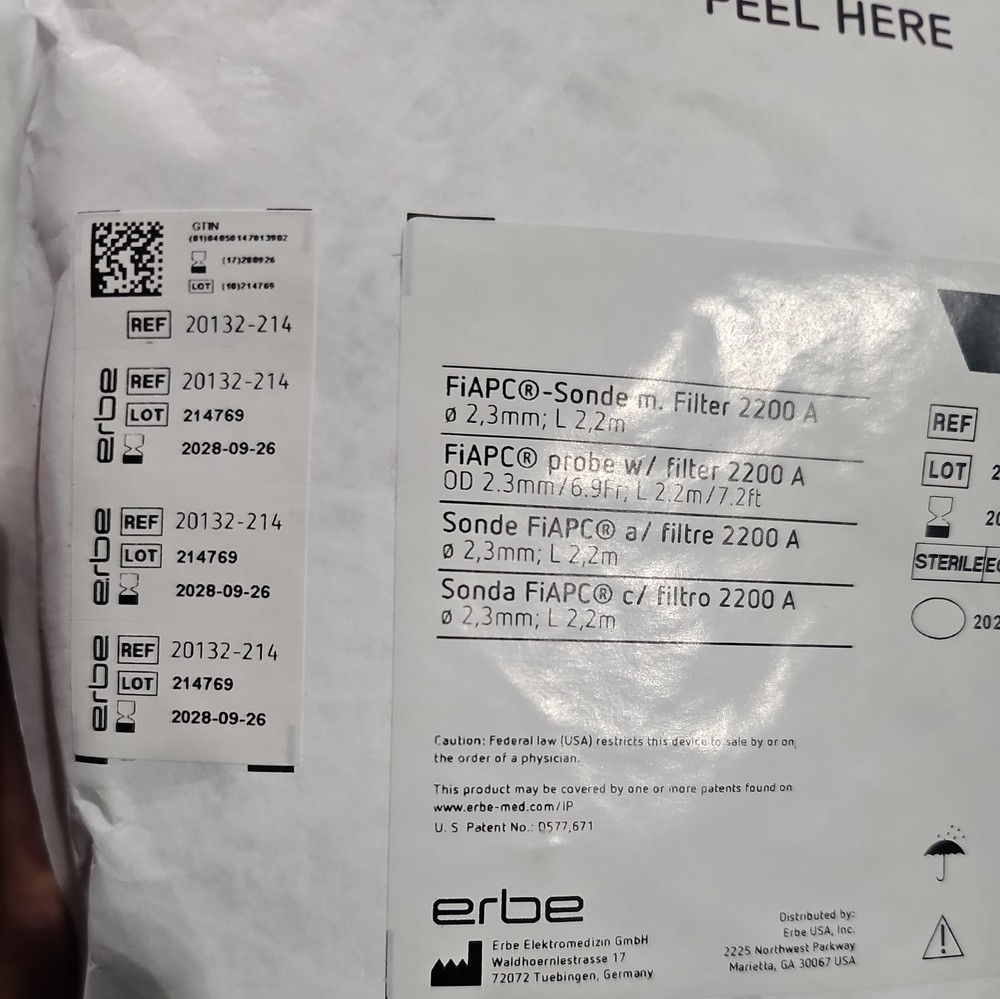 PEEL HERE
GTIN
(01)04050147013902
(17)280926
LOT (10)214769
REF 20132-214
erbe
REF 20132-214
LOT 214769
2028-09-26
erbe
REF 20132-214
LOT 214769
2028-09-26
erbe
REF 20132-214
LOT 214769
2028-09-26
FiAPC®-Sonde m. Filter 2200 A
ø 2,3mm; L 2,2m
FiAPC® probe w/ filter 2200 A
OD 2.3mm/6.9Fr; L 2.2m/7.2ft
Sonde FiAPC® a/ filtre 2200 A
ø 2,3mm; L 2,2m
Sonda FiAPC® c/ filtro 2200 A
ø 2,3mm; L 2,2m
REF
LOT 2
20
STERILE
202
Caution: Federal law (USA) restricts this device to sale by or on
the order of a physician.
This product may be covered by one or more patents found on
www.erbe-med.com/IP
U. S Patent No.: D577,671
erbe
Erbe Elektromedizin GmbH
Waldhoernlestrasse 17
72072 Tuebingen, Germany
Distributed by:
Erbe USA, Inc.
2225 Northwest Parkway
Marietta, GA 30067 USA